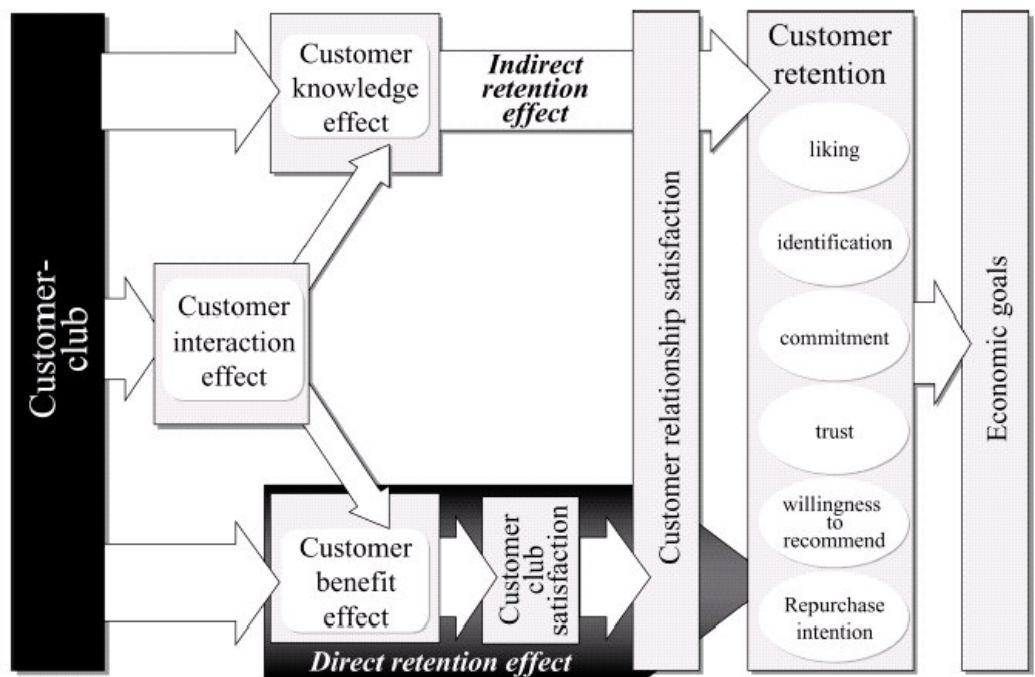 Customer-
club
Customer
knowledge
effect
Indirect
retention
effect
Customer
interaction
effect
Customer
benefit
effect
Customer
club
satisfaction
Direct retention effect
Customer relationship satisfaction
Customer
retention
liking
identification
commitment
trust
willingness
to
recommend
Repurchase
intention
Economic goals